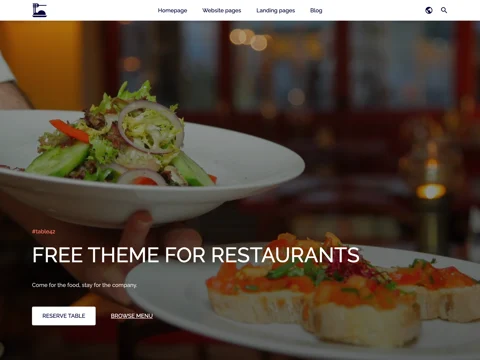 Homepage Website pages Landing pages Blog
#table42
FREE THEME FOR RESTAURANTS
Come for the food, stay for the company.
RESERVE TABLE BROWSE MENU